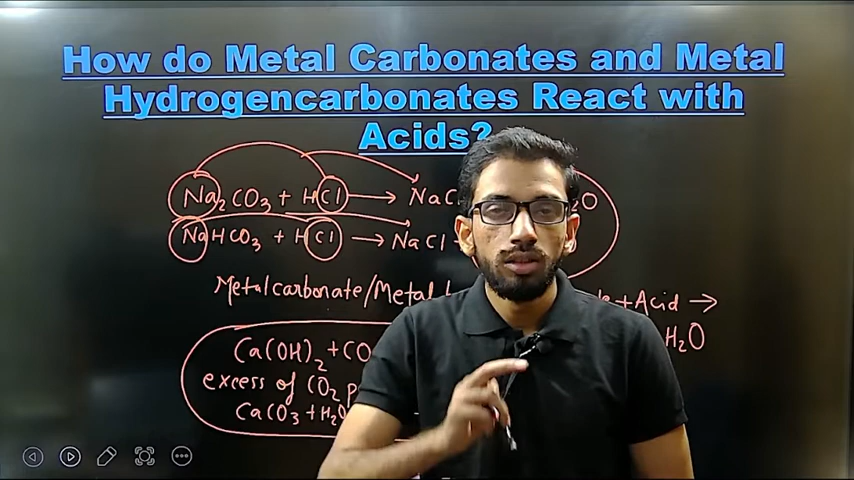 How do Metal Carbonates and Metal
Hydrogencarbonates React with
Acids?
Na₂CO₃ + HCl → NaC O
NaHCO₃ + HCl → NaCl +
Metalcarbonate/Metal + Acid →
H₂O
Ca(OH)₂ + CO
excess of CO₂ p
CaCO₃ + H₂O